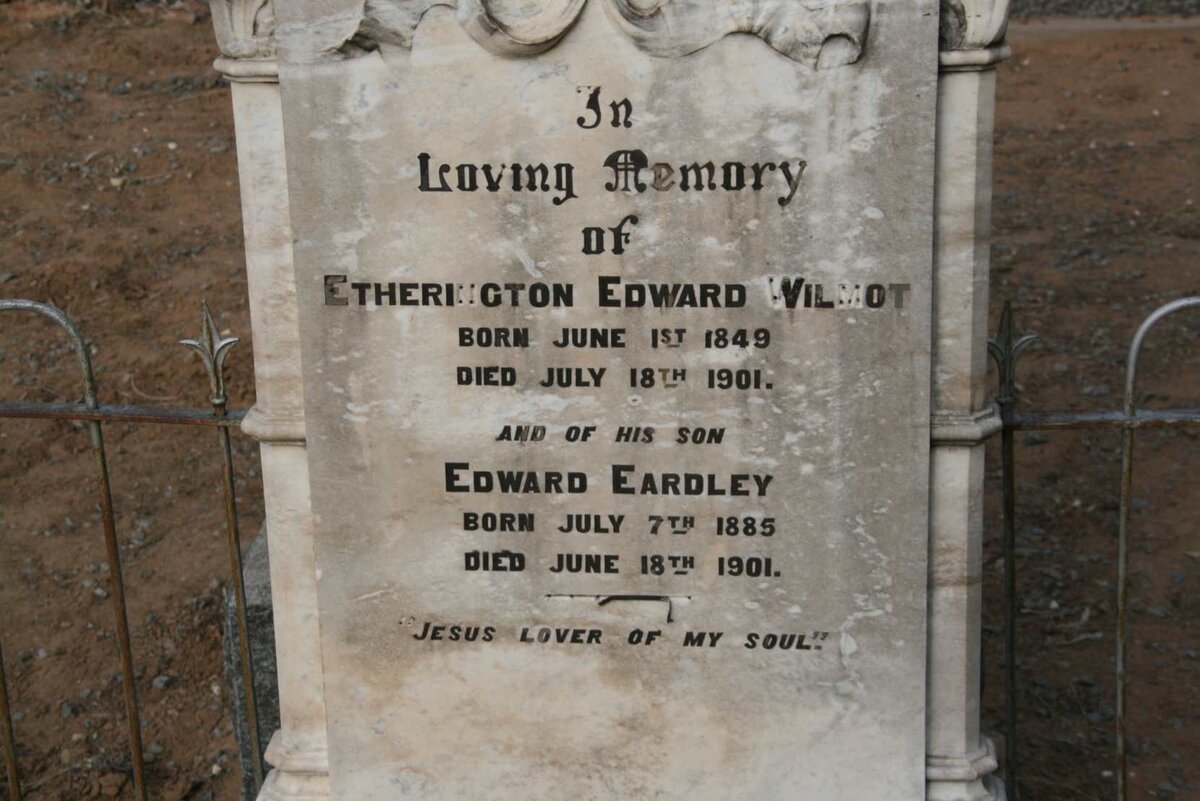 In
Loving Memory
of
ETHERINGTON EDWARD WILMOT
BORN JUNE 1ST 1849
DIED JULY 18TH 1901.
AND OF HIS SON
EDWARD EARDLEY
BORN JULY 7TH 1885
DIED JUNE 18TH 1901.
"JESUS LOVER OF MY SOUL"